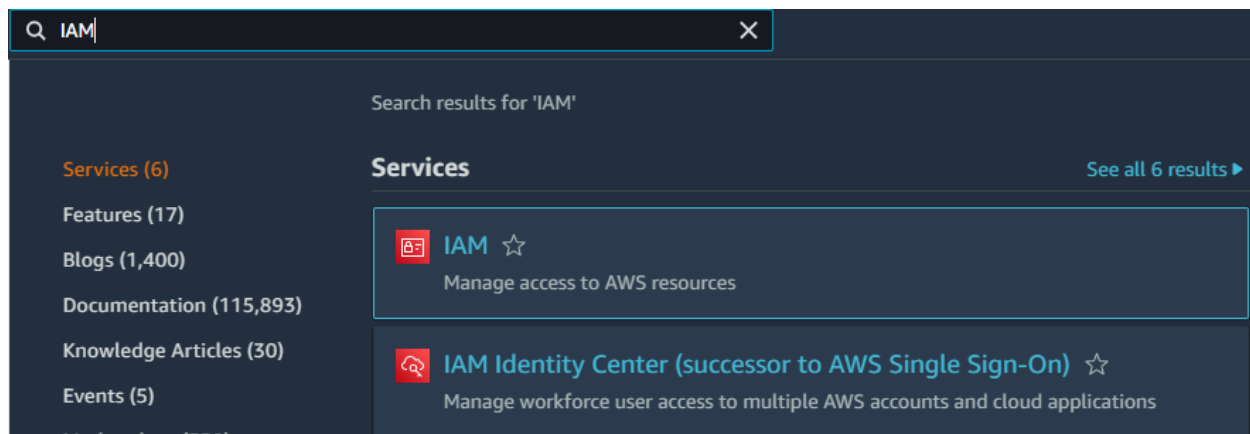 IAM
Search results for 'IAM'
Services (6)
Features (17)
Blogs (1,400)
Documentation (115,893)
Knowledge Articles (30)
Events (5)
Services
See all 6 results
IAM
Manage access to AWS resources
IAM Identity Center (successor to AWS Single Sign-On)
Manage workforce user access to multiple AWS accounts and cloud applications